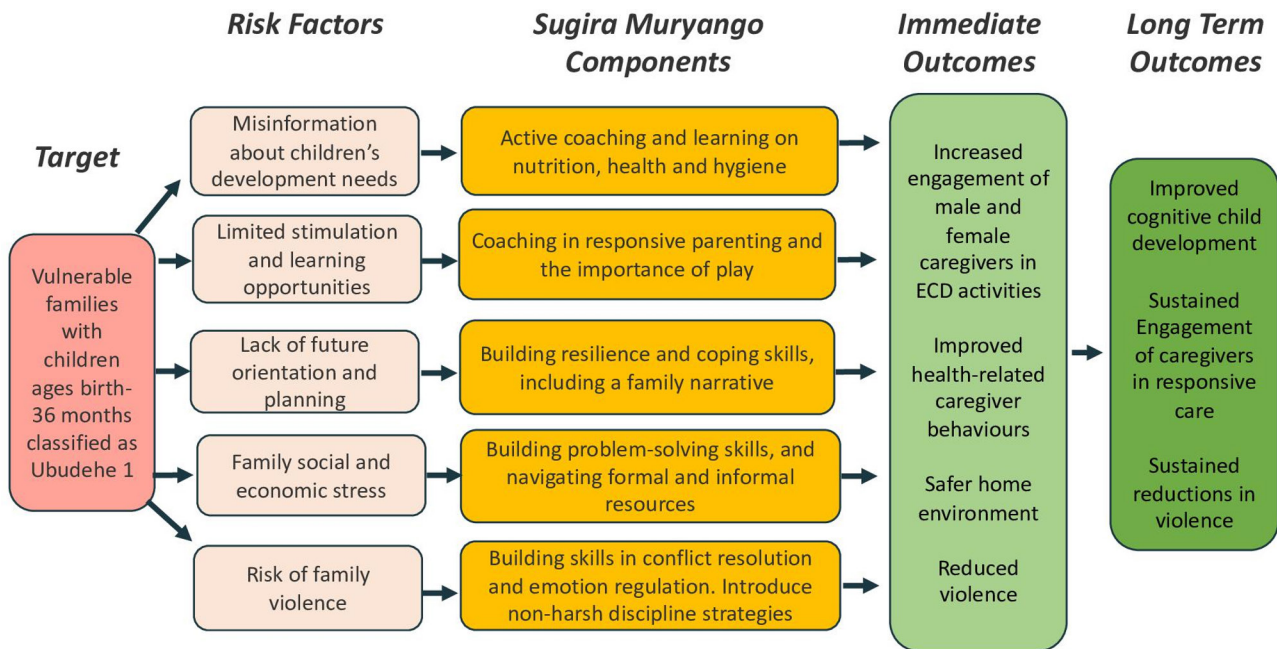 Risk Factors
Sugira Muryango
Components
Immediate
Outcomes
Long Term
Outcomes
Target
Vulnerable
families
with
children
ages birth-
36 months
classified as
Ubudehe 1
Misinformation
about children's
development needs
Limited stimulation
and learning
opportunities
Lack of future
orientation and
planning
Family social and
economic stress
Risk of family
violence
Active coaching and learning on
nutrition, health and hygiene
Coaching in responsive parenting and
the importance of play
Building resilience and coping skills,
including a family narrative
Building problem-solving skills, and
navigating formal and informal
resources
Building skills in conflict resolution
and emotion regulation. Introduce
non-harsh discipline strategies
Increased
engagement of
male and
female
caregivers in
ECD activities
Improved
health-related
caregiver
behaviours
Safer home
environment
Reduced
violence
Improved
cognitive child
development
Sustained
Engagement
of caregivers
in responsive
care
Sustained
reductions in
violence